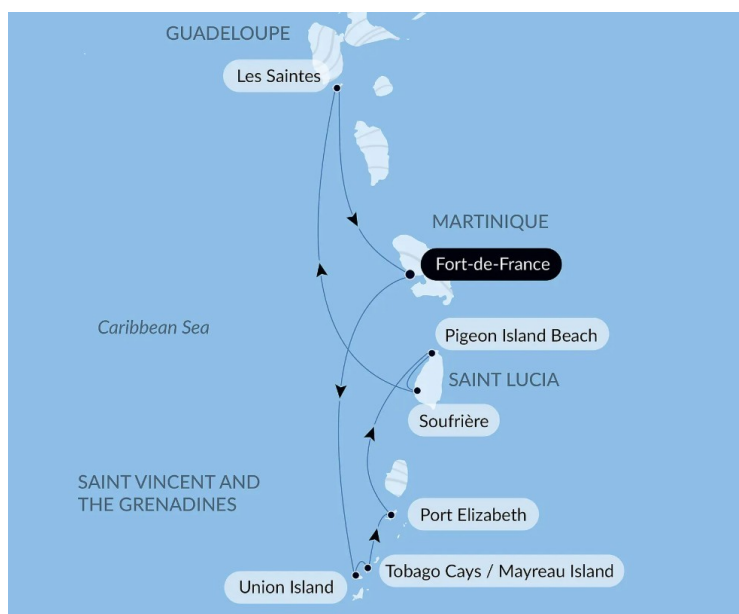 GUADELOUPE
Les Saintes
MARTINIQUE
Fort-de-France
Caribbean Sea
Pigeon Island Beach
SAINT LUCIA
Soufrière
SAINT VINCENT AND
THE GRENADINES
Port Elizabeth
Tobago Cays / Mayreau Island
Union Island